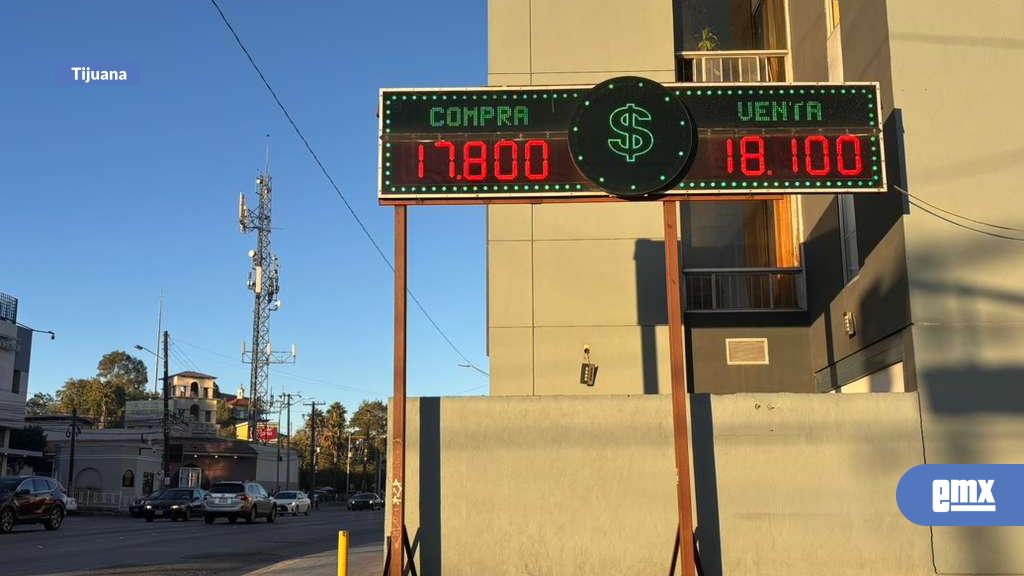 Tijuana
COMPRA
$
VENTA
17.800
18.100
emx